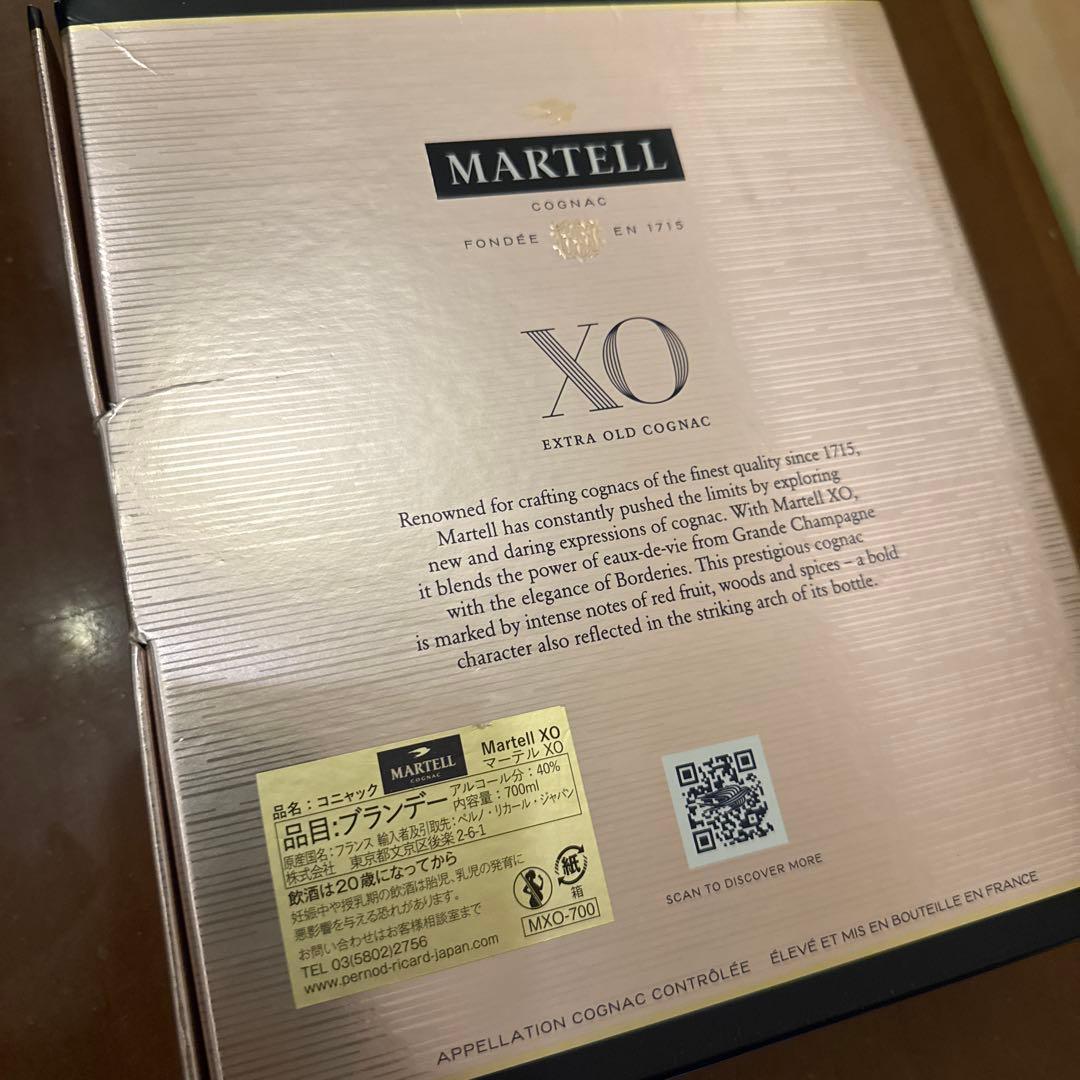 MARTELL
COGNAC
FONDÉE EN 1715
XO
EXTRA OLD COGNAC
Renowned for crafting cognacs of the finest quality since 1715,
Martell has constantly pushed the limits by exploring
new and daring expressions of cognac. With Martell XO,
it blends the power of eaux-de-vie from Grande Champagne
with the elegance of Borderies. This prestigious cognac
is marked by intense notes of red fruit, woods and spices – a bold
character also reflected in the striking arch of its bottle.
MARTELL
COGNAC
Martell XO
マーテル XO
品名：コニャック
アルコール分：40%
品目：ブランデー
内容量：700ml
原産国名：フランス 輸入者及引取先：ペルノ・リカール・ジャパン
株式会社 東京都文京区後楽 2-6-1
飲酒は20歳になってから
妊娠中や授乳期の飲酒は胎児、乳児の発育に
悪影響を与える恐れがあります。
お問い合わせはお客様相談室まで
TEL 03(5802)2756
www.pernod-ricard-japan.com
紙
箱
MXO-700
SCAN TO DISCOVER MORE
APPELLATION COGNAC CONTRÔLÉE ÉLEVÉ ET MIS EN BOUTEILLE EN FRANCE